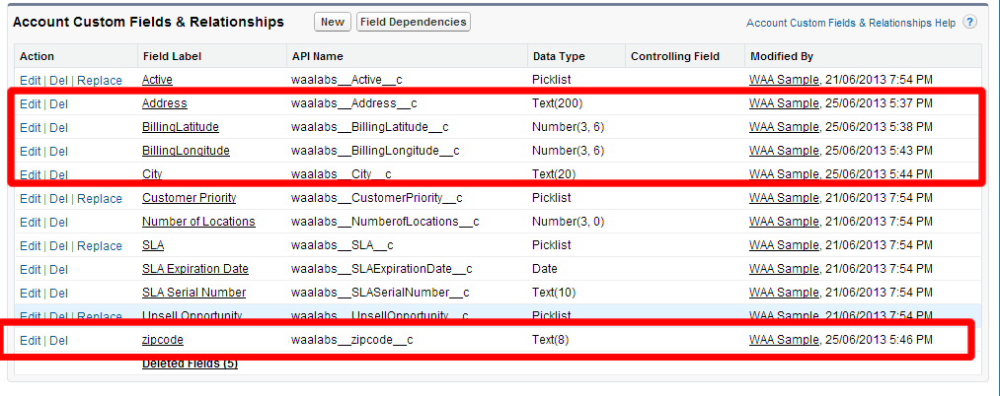 Account Custom Fields & Relationships New Field Dependencies Account Custom Fields & Relationships Help ?
Action Field Label API Name Data Type Controlling Field Modified By
Edit | Del | Replace Active waalabs__Active__c Picklist WAA Sample, 21/06/2013 7:54 PM
Edit | Del Address waalabs__Address__c Text(200) WAA Sample, 25/06/2013 5:37 PM
Edit | Del BillingLatitude waalabs__BillingLatitude__c Number(3, 6) WAA Sample, 25/06/2013 5:38 PM
Edit | Del BillingLongitude waalabs__BillingLongitude__c Number(3, 6) WAA Sample, 25/06/2013 5:43 PM
Edit | Del City waalabs__City__c Text(20) WAA Sample, 25/06/2013 5:44 PM
Edit | Del | Replace Customer Priority waalabs__CustomerPriority__c Picklist WAA Sample, 21/06/2013 7:54 PM
Edit | Del Number of Locations waalabs__NumberofLocations__c Number(3, 0) WAA Sample, 21/06/2013 7:54 PM
Edit | Del | Replace SLA waalabs__SLA__c Picklist WAA Sample, 21/06/2013 7:54 PM
Edit | Del SLA Expiration Date waalabs__SLAExpirationDate__c Date WAA Sample, 21/06/2013 7:54 PM
Edit | Del SLA Serial Number waalabs__SLASerialNumber__c Text(10) WAA Sample, 21/06/2013 7:54 PM
Edit | Del | Replace Upsell Opportunity waalabs__UpsellOpportunity__c Picklist WAA Sample, 21/06/2013 7:54 PM
Edit | Del zipcode waalabs__zipcode__c Text(8) WAA Sample, 25/06/2013 5:46 PM
Deleted Fields (5)